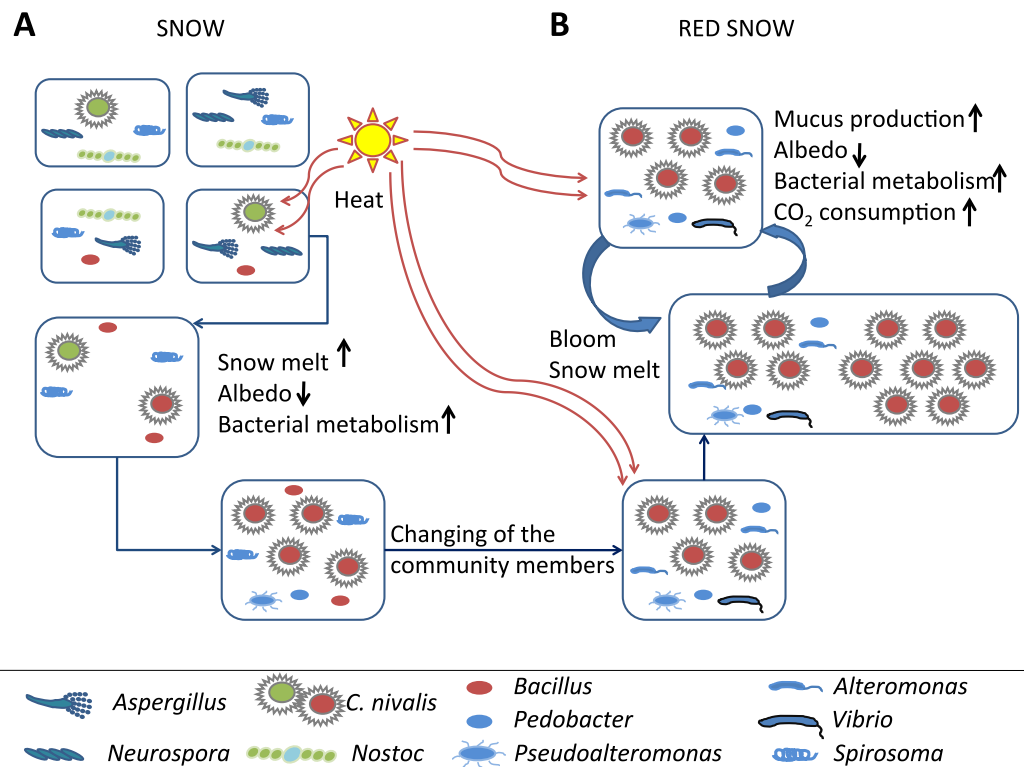 A
SNOW
B
RED SNOW
Heat
Mucus production
Albedo
Bacterial metabolism
CO2 consumption
Snow melt
Albedo
Bacterial metabolism
Bloom
Snow melt
Changing of the
community members
Aspergillus
C. nivalis
Bacillus
Alteromonas
Pedobacter
Vibrio
Neurospora
Nostoc
Pseudoalteromonas
Spirosoma